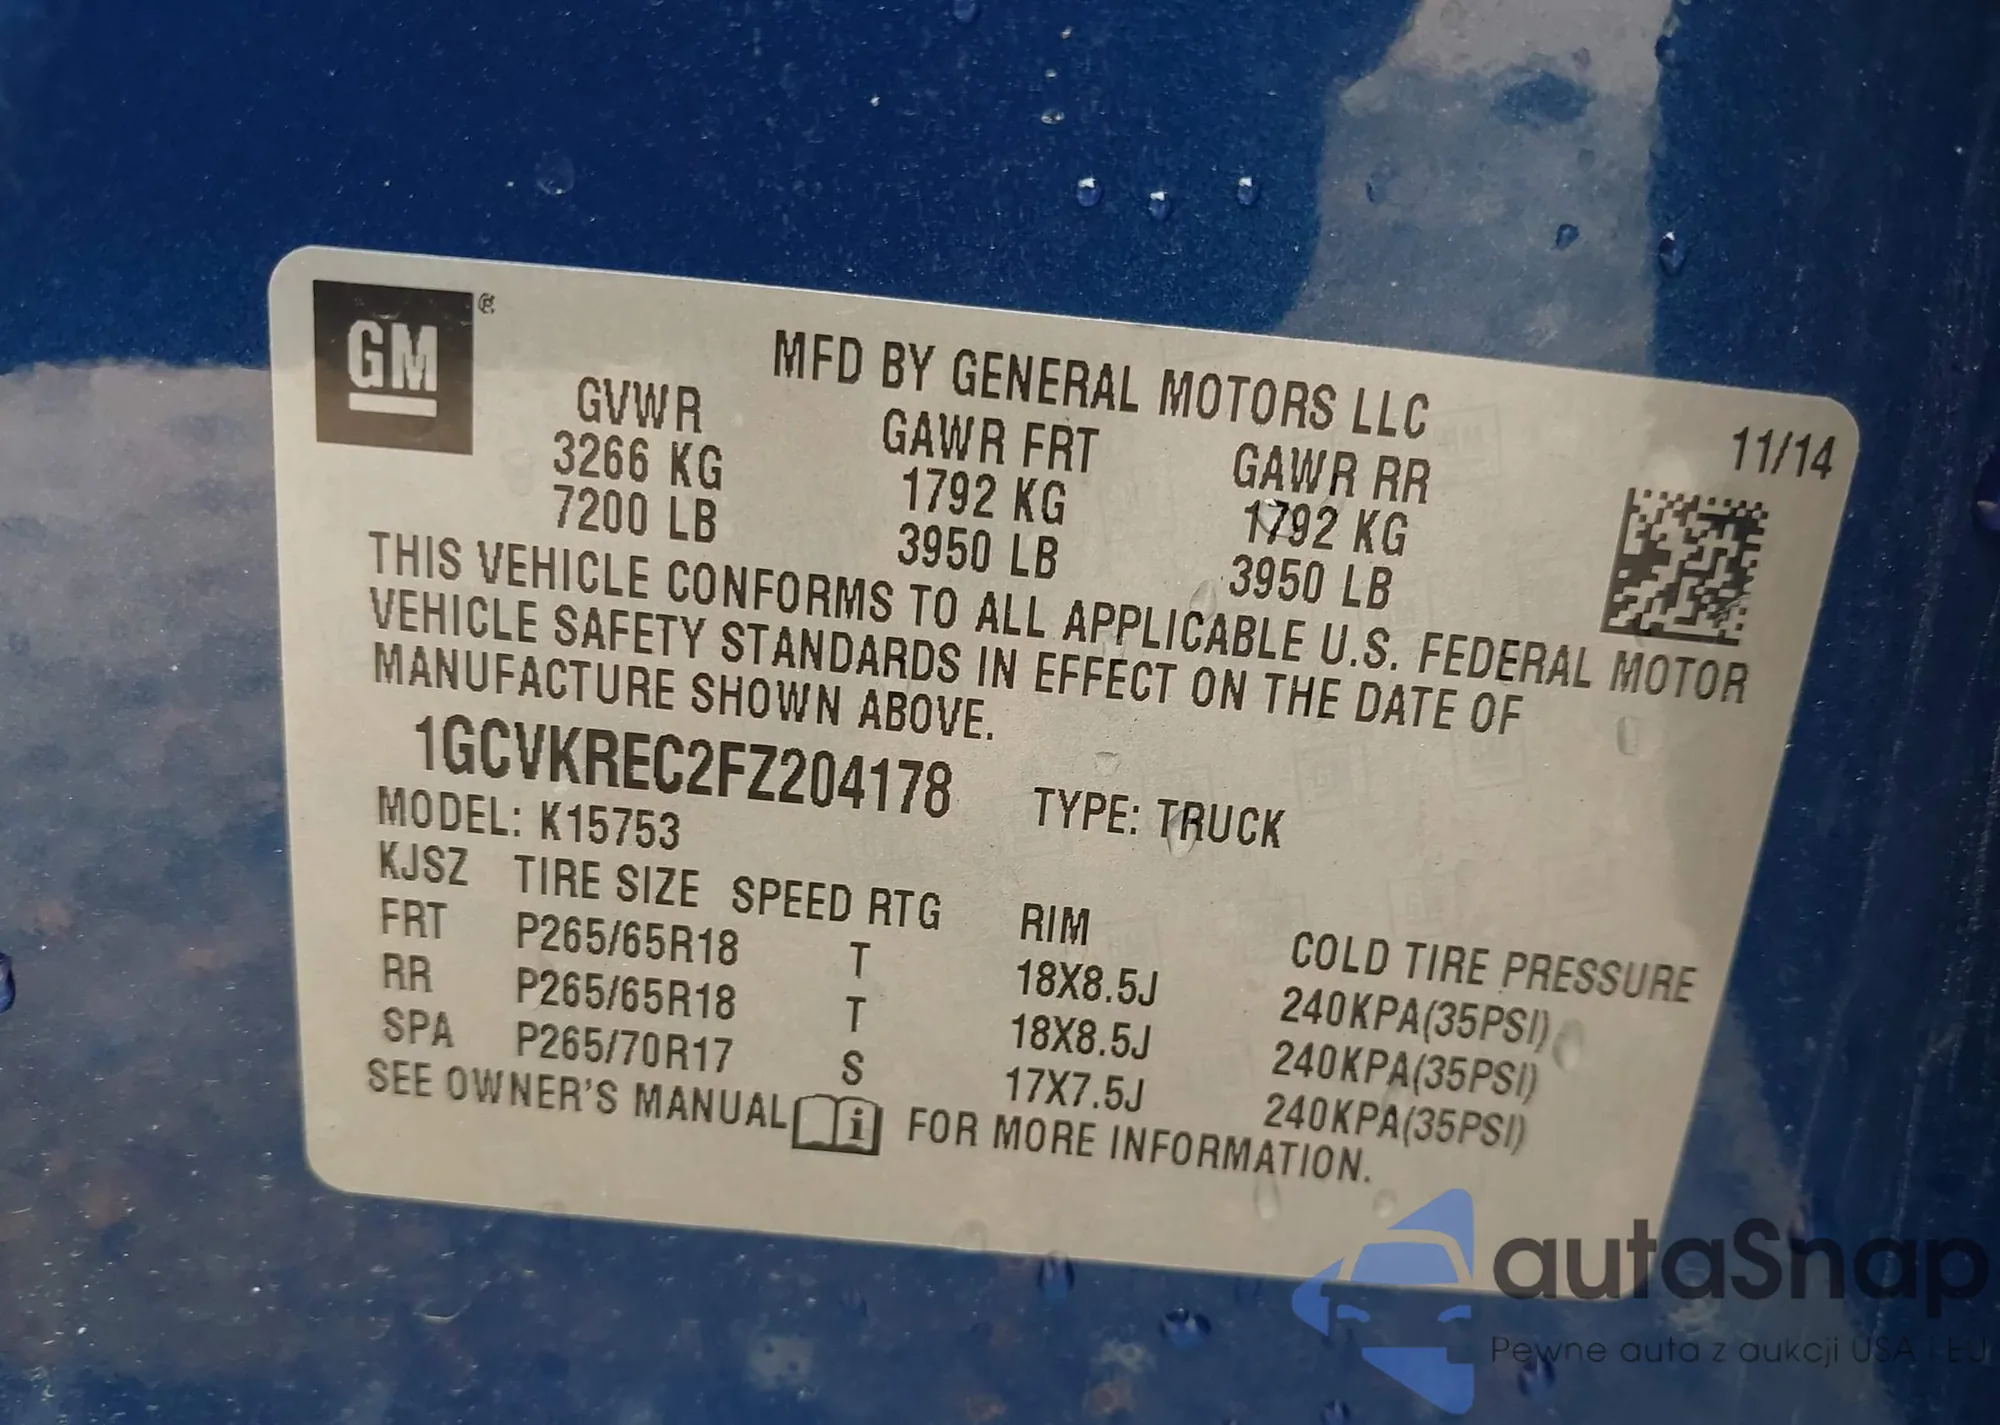 GM
MFD BY GENERAL MOTORS LLC
11/14
GVWR GAWR FRT GAWR RR
3266 KG 1792 KG 1792 KG
7200 LB 3950 LB 3950 LB
THIS VEHICLE CONFORMS TO ALL APPLICABLE U.S. FEDERAL MOTOR
VEHICLE SAFETY STANDARDS IN EFFECT ON THE DATE OF
MANUFACTURE SHOWN ABOVE.
1GCVKREC2FZ204178 TYPE: TRUCK
MODEL: K15753
KJSZ TIRE SIZE SPEED RTG RIM COLD TIRE PRESSURE
FRT P265/65R18 T 18X8.5J 240KPA(35PSI)
RR P265/65R18 T 18X8.5J 240KPA(35PSI)
SPA P265/70R17 S 17X7.5J 240KPA(35PSI)
SEE OWNER'S MANUAL i FOR MORE INFORMATION.
autaSnap
Pewne auta z aukcji USA i EU